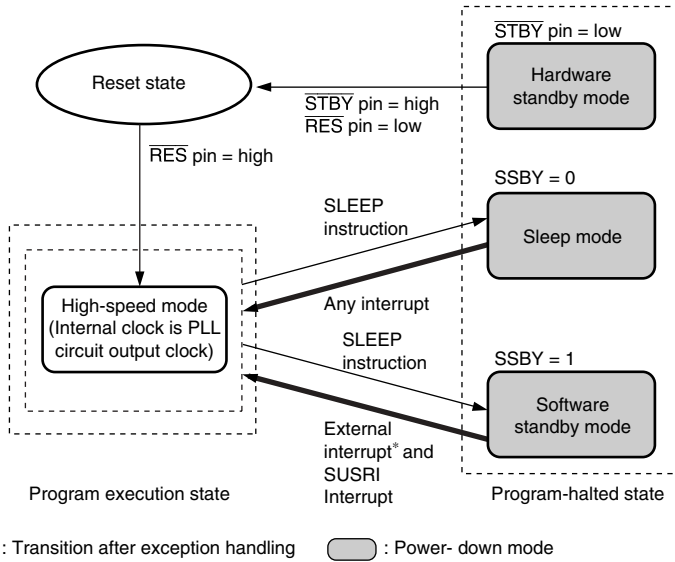 STBY pin = low
Reset state
Hardware
standby mode
STBY pin = high
RES pin = low
RES pin = high
SSBY = 0
SLEEP
instruction
Sleep mode
High-speed mode
(Internal clock is PLL
circuit output clock)
Any interrupt
SLEEP
instruction
SSBY = 1
Software
standby mode
External
interrupt* and
SUSRI
Interrupt
Program execution state
Program-halted state
: Transition after exception handling
: Power- down mode